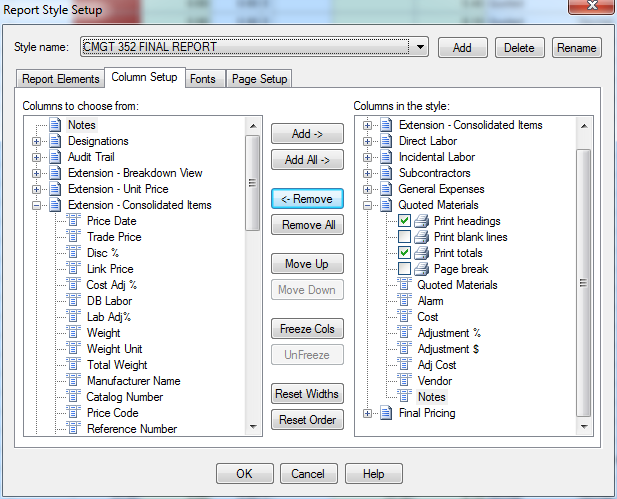 Report Style Setup
Style name:
CMGT 352 FINAL REPORT
Add
Delete
Rename
Report Elements
Column Setup
Fonts
Page Setup
Columns to choose from:
Notes
Designations
Audit Trail
Extension - Breakdown View
Extension - Unit Price
Extension - Consolidated Items
Price Date
Trade Price
Disc %
Link Price
Cost Adj %
DB Labor
Lab Adj%
Weight
Weight Unit
Total Weight
Manufacturer Name
Catalog Number
Price Code
Reference Number
Add ->
Add All ->
<- Remove
Remove All
Move Up
Move Down
Freeze Cols
UnFreeze
Reset Widths
Reset Order
Columns in the style:
Extension - Consolidated Items
Direct Labor
Incidental Labor
Subcontractors
General Expenses
Quoted Materials
Print headings
Print blank lines
Print totals
Page break
Quoted Materials
Alarm
Cost
Adjustment %
Adjustment $
Adj Cost
Vendor
Notes
Final Pricing
OK
Cancel
Help